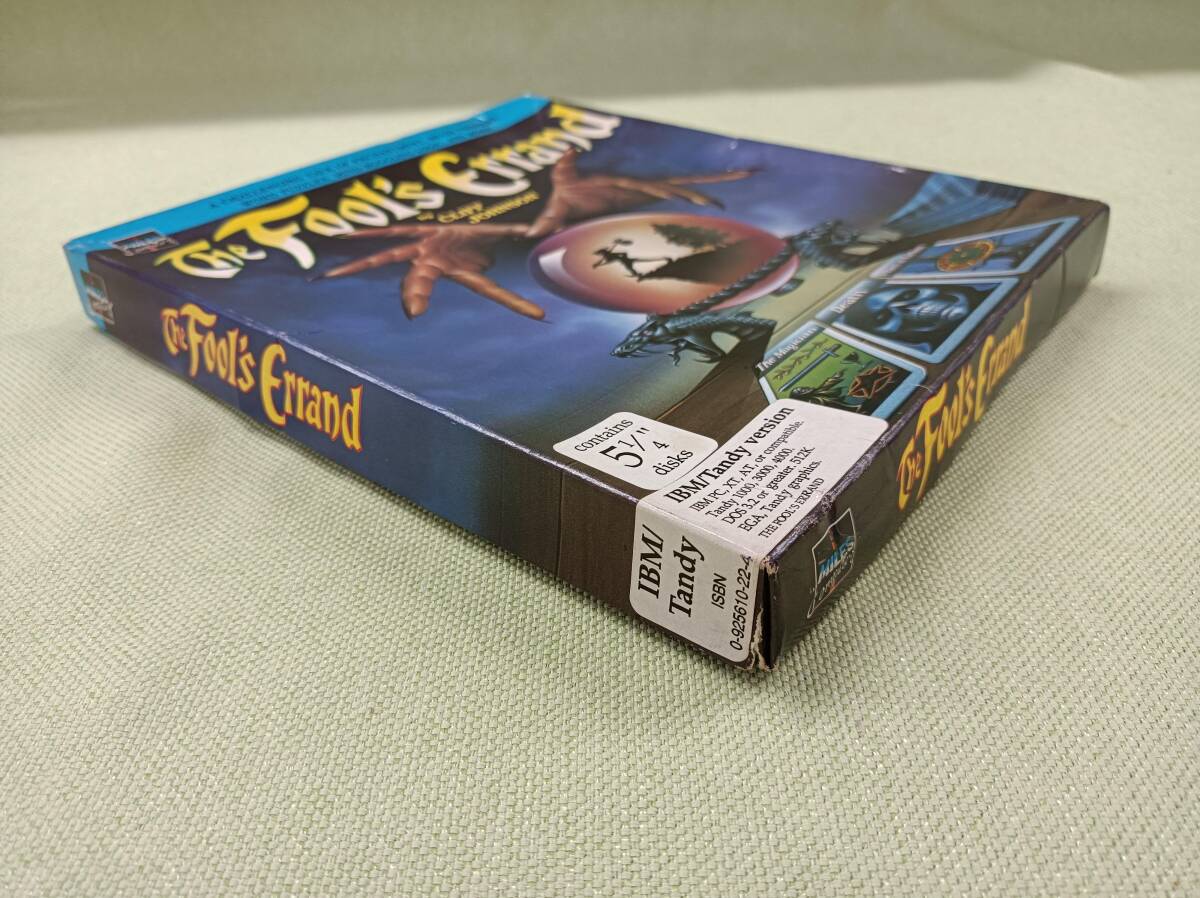 The Fool's Errand
by CLIFF
JOHNSON
The Fool's Errand
The Magician
Death
contains
5¼"
disks
IBM/Tandy version
IBM PC, XT, AT, or compatible.
Tandy 1000, 3000, 4000.
DOS 3.2 or greater. 512K
EGA, Tandy graphics.
THE FOOL'S ERRAND
IBM/
Tandy
ISBN
0-925610-22-4
The Fool's Errand
MILES